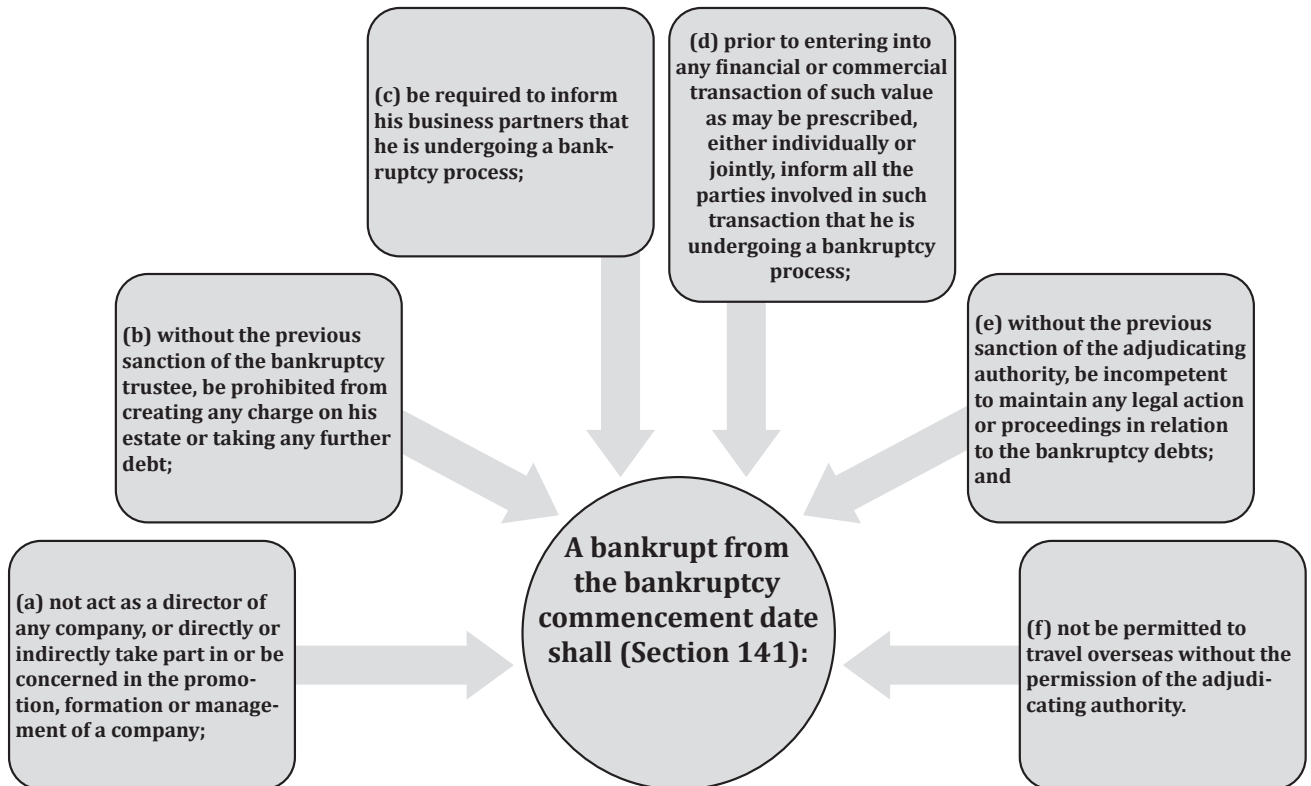 (c) be required to inform
his business partners that
he is undergoing a bank-
ruptcy process;
(d) prior to entering into
any financial or commercial
transaction of such value
as may be prescribed,
either individually or
jointly, inform all the
parties involved in such
transaction that he is
undergoing a bankruptcy
process;
(b) without the previous
sanction of the bankruptcy
trustee, be prohibited from
creating any charge on his
estate or taking any further
debt;
(e) without the previous
sanction of the adjudicating
authority, be incompetent
to maintain any legal action
or proceedings in relation
to the bankruptcy debts;
and
(a) not act as a director of
any company, or directly or
indirectly take part in or be
concerned in the promo-
tion, formation or manage-
ment of a company;
A bankrupt from
the bankruptcy
commencement date
shall (Section 141):
(f) not be permitted to
travel overseas without the
permission of the adjudi-
cating authority.